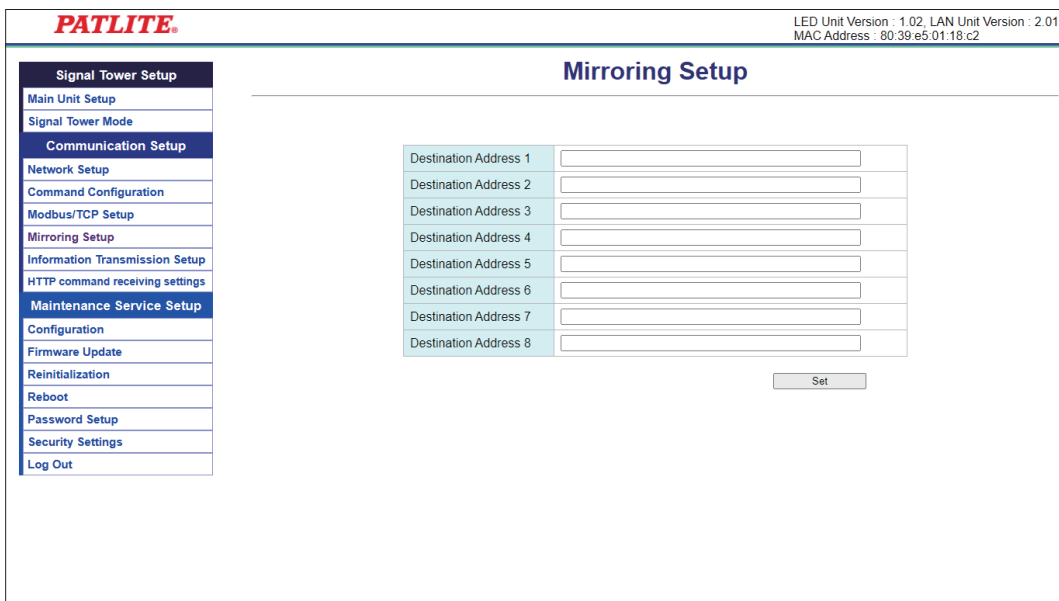 PATLITE®
LED Unit Version : 1.02, LAN Unit Version : 2.01
MAC Address : 80:39:e5:01:18:c2
Signal Tower Setup
Main Unit Setup
Signal Tower Mode
Communication Setup
Network Setup
Command Configuration
Modbus/TCP Setup
Mirroring Setup
Information Transmission Setup
HTTP command receiving settings
Maintenance Service Setup
Configuration
Firmware Update
Reinitialization
Reboot
Password Setup
Security Settings
Log Out
Mirroring Setup
Destination Address 1
Destination Address 2
Destination Address 3
Destination Address 4
Destination Address 5
Destination Address 6
Destination Address 7
Destination Address 8
Set